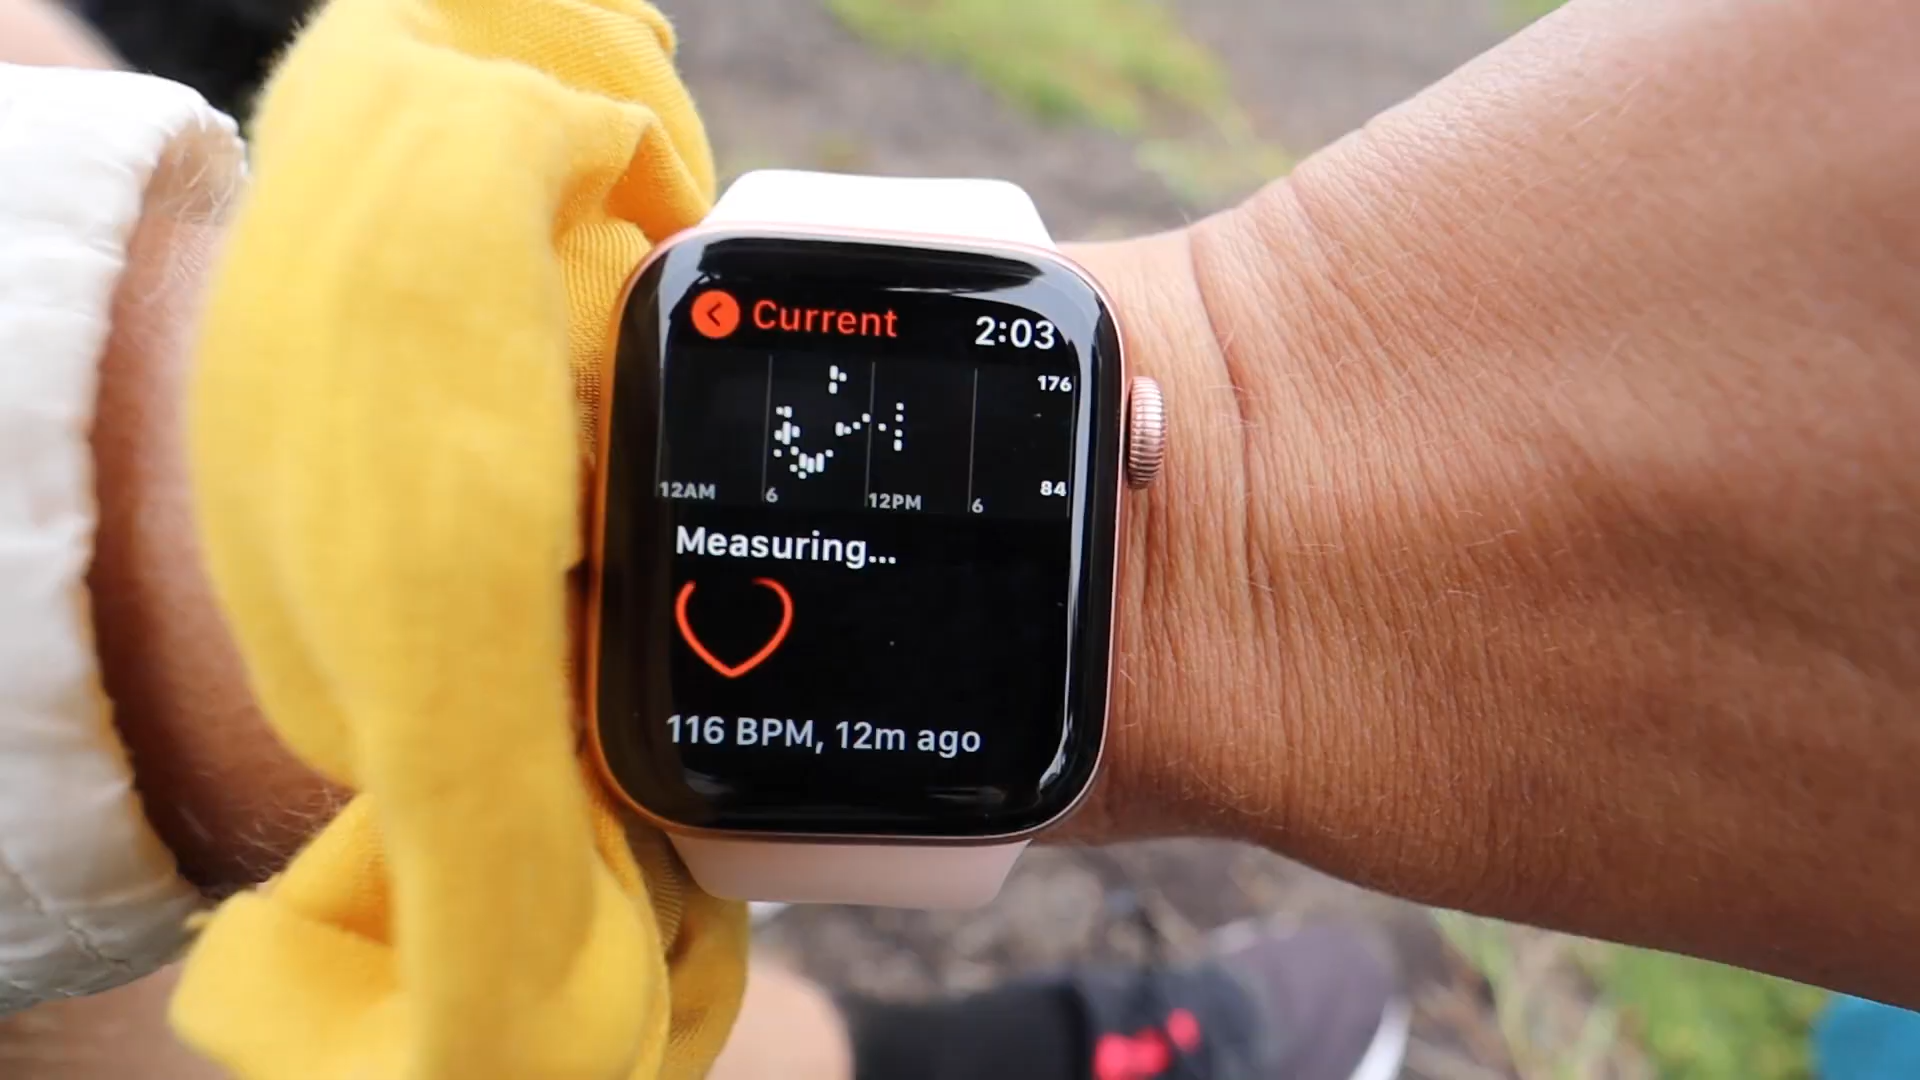 Current
2:03
176
84
12AM 6 12PM 6
Measuring...
116 BPM, 12m ago